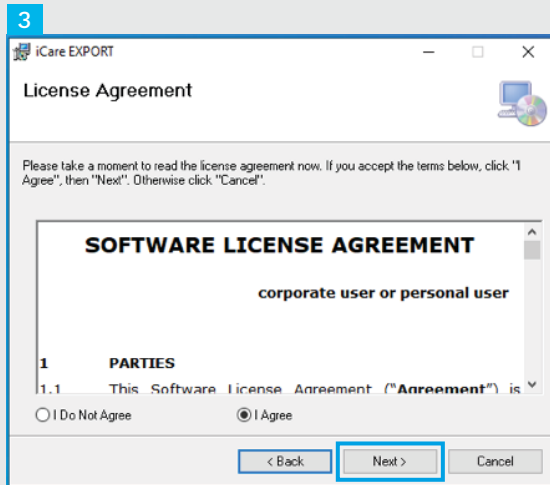 3
iCare EXPORT
License Agreement
Please take a moment to read the license agreement now. If you accept the terms below, click "I
Agree", then "Next". Otherwise click "Cancel".
SOFTWARE LICENSE AGREEMENT
corporate user or personal user
1 PARTIES
1.1 This Software License Agreement ("Agreement") is
I Do Not Agree I Agree
< Back Next > Cancel